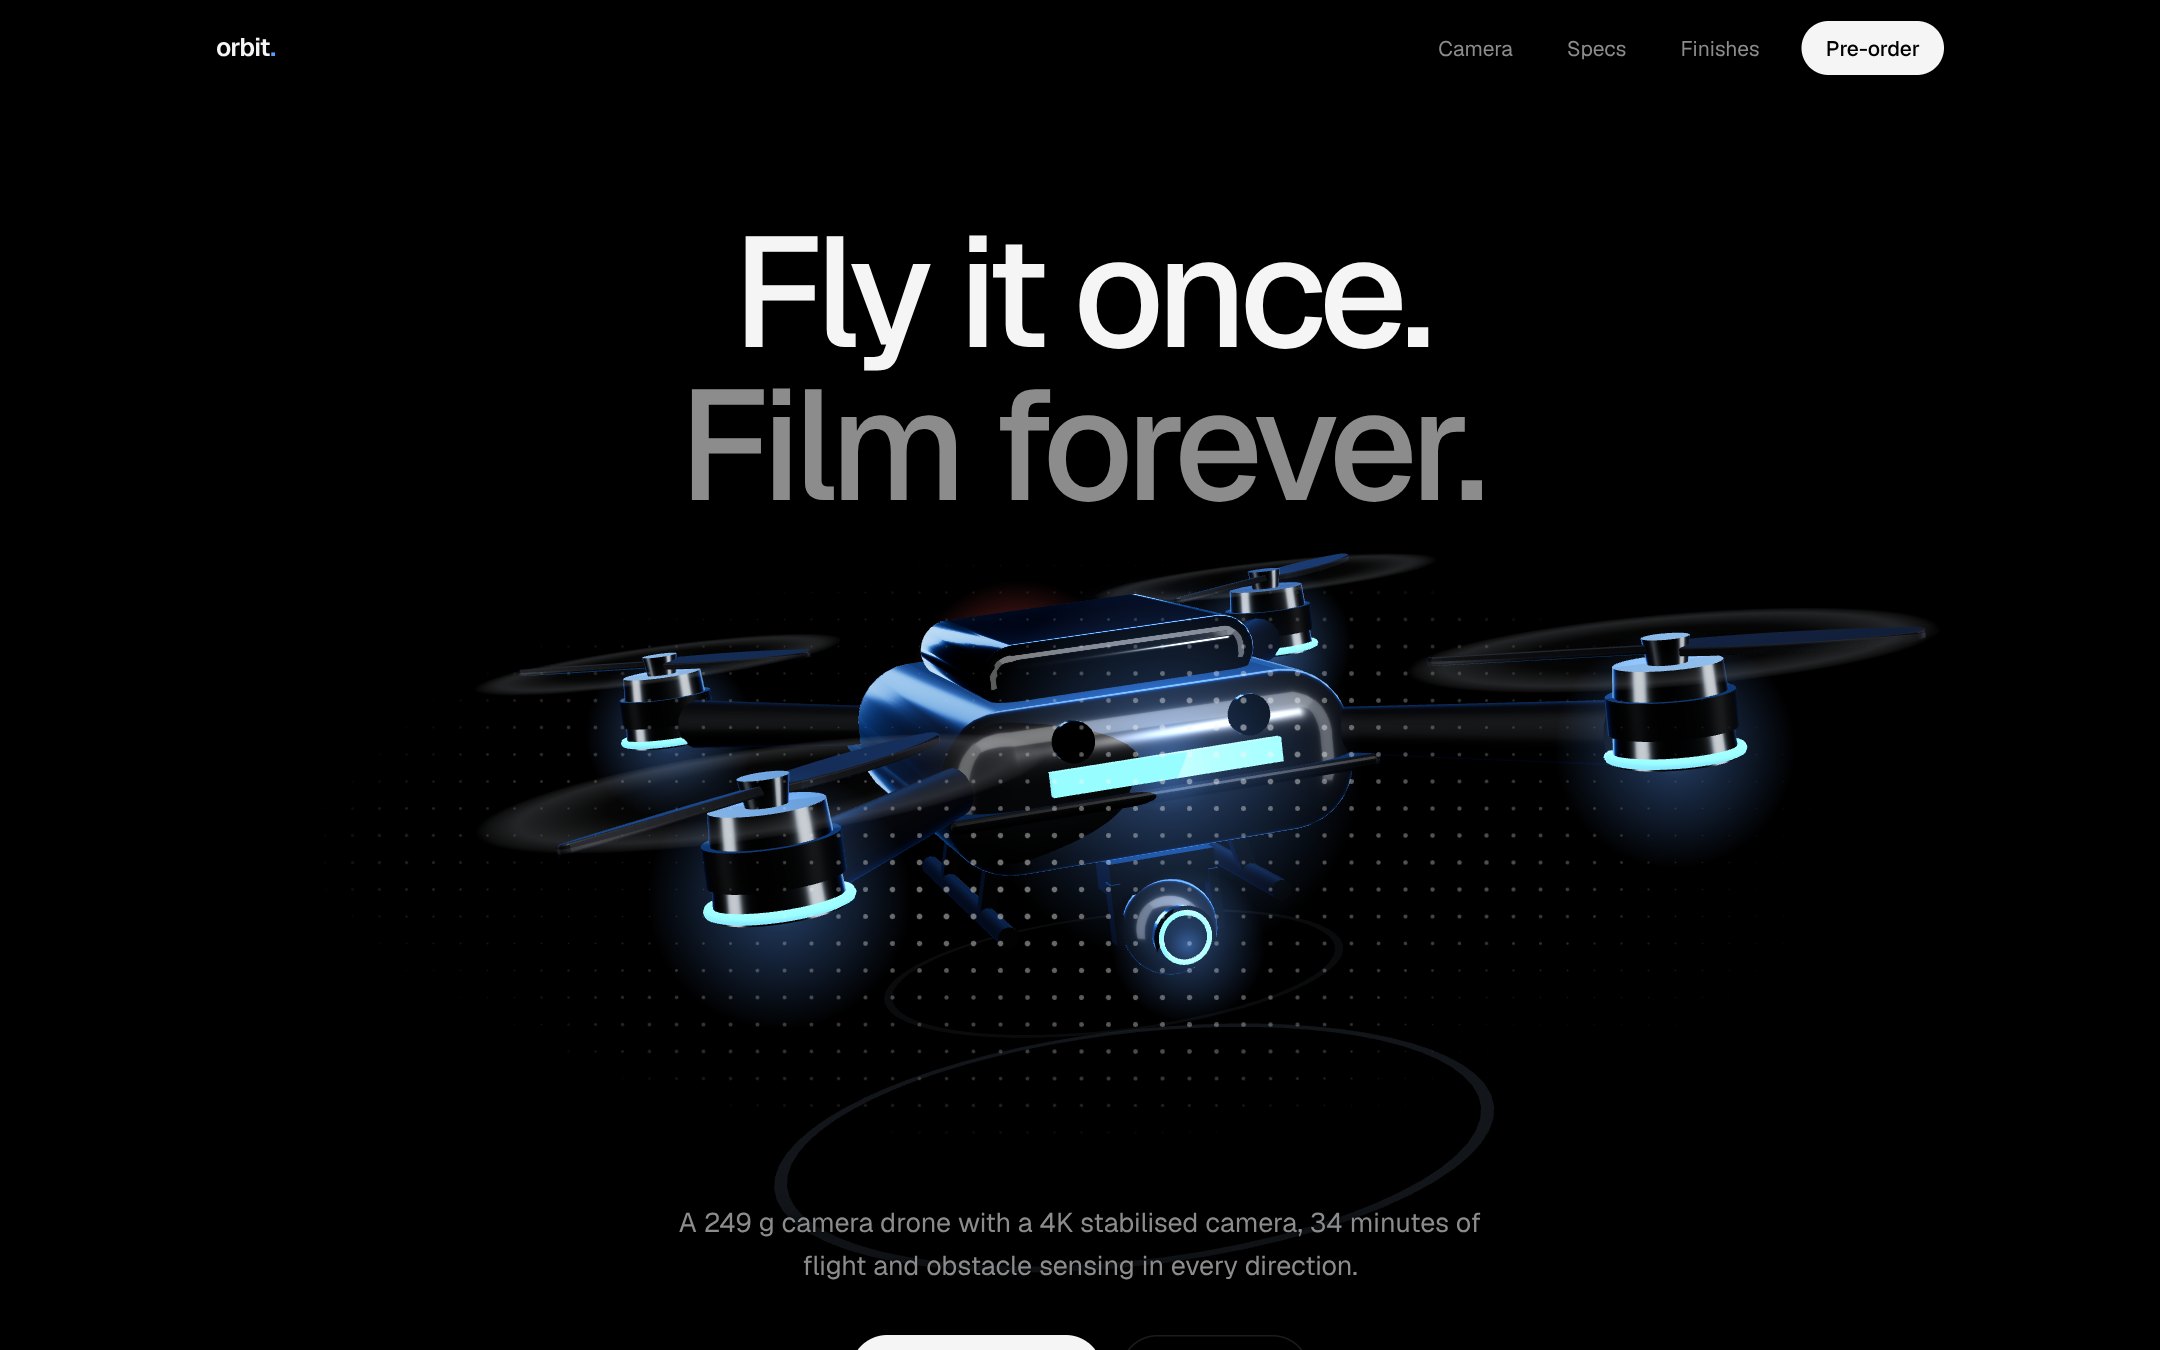 orbit.
Camera
Specs
Finishes
Pre-order
Fly it once.
Film forever.
A 249 g camera drone with a 4K stabilised camera, 34 minutes of
flight and obstacle sensing in every direction.